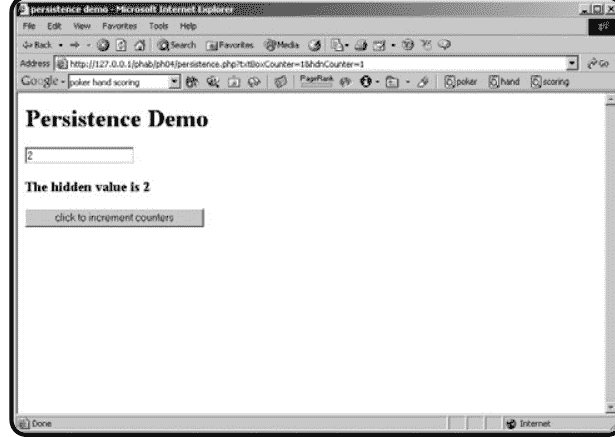 persistence demo - Microsoft Internet Explorer
File Edit View Favorites Tools Help
Back Search Favorites Media
Address http://127.0.0.1/phab/ph04/persistence.php?txtBoxCounter=1&hdnCounter=1 Go
Google poker hand scoring PageRank poker hand scoring
Persistence Demo
2
The hidden value is 2
click to increment counters
Done Internet